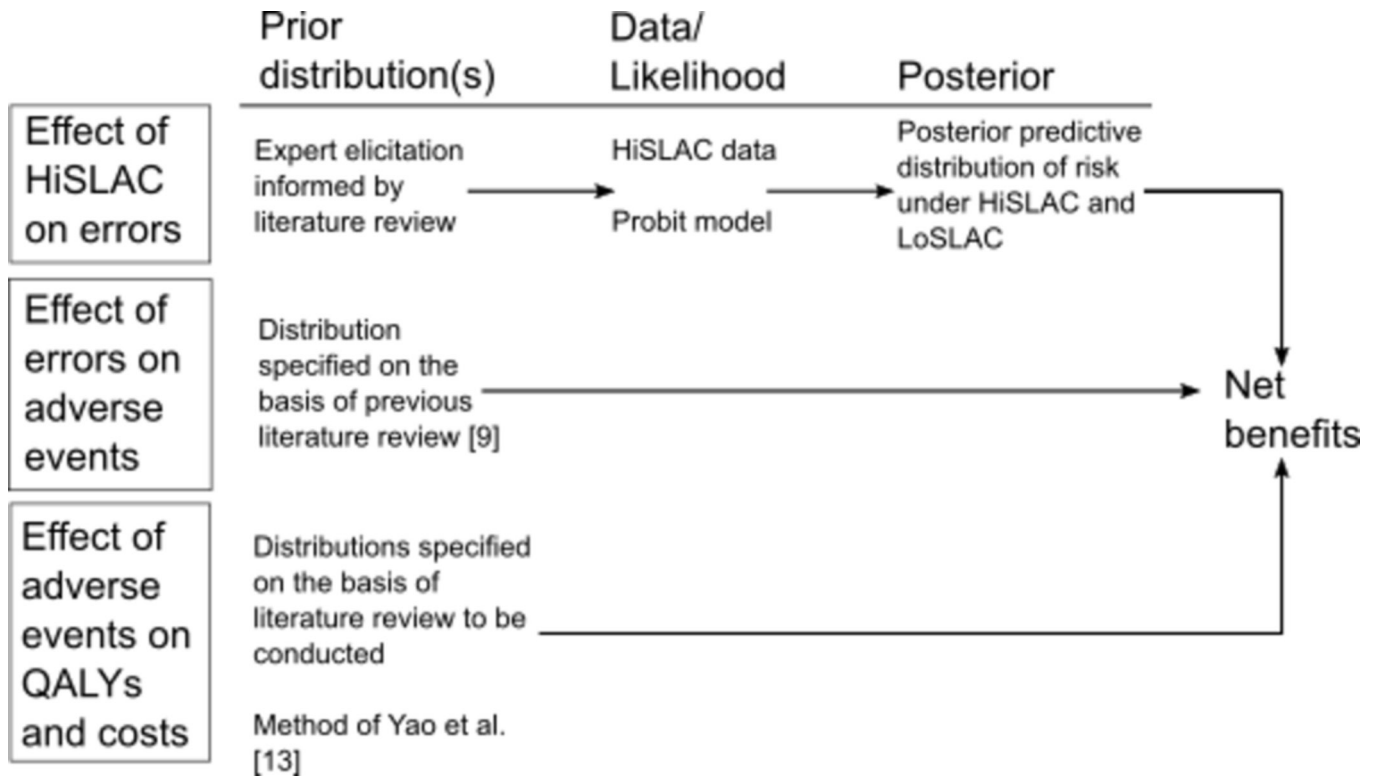 Prior
distribution(s)
Data/
Likelihood
Posterior
Effect of
HiSLAC
on errors
Expert elicitation
informed by
literature review
HiSLAC data
Probit model
Posterior predictive
distribution of risk
under HiSLAC and
LoSLAC
Effect of
errors on
adverse
events
Distribution
specified on the
basis of previous
literature review [9]
Net
benefits
Effect of
adverse
events on
QALYs
and costs
Distributions specified
on the basis of
literature review to be
conducted
Method of Yao et al.
[13]